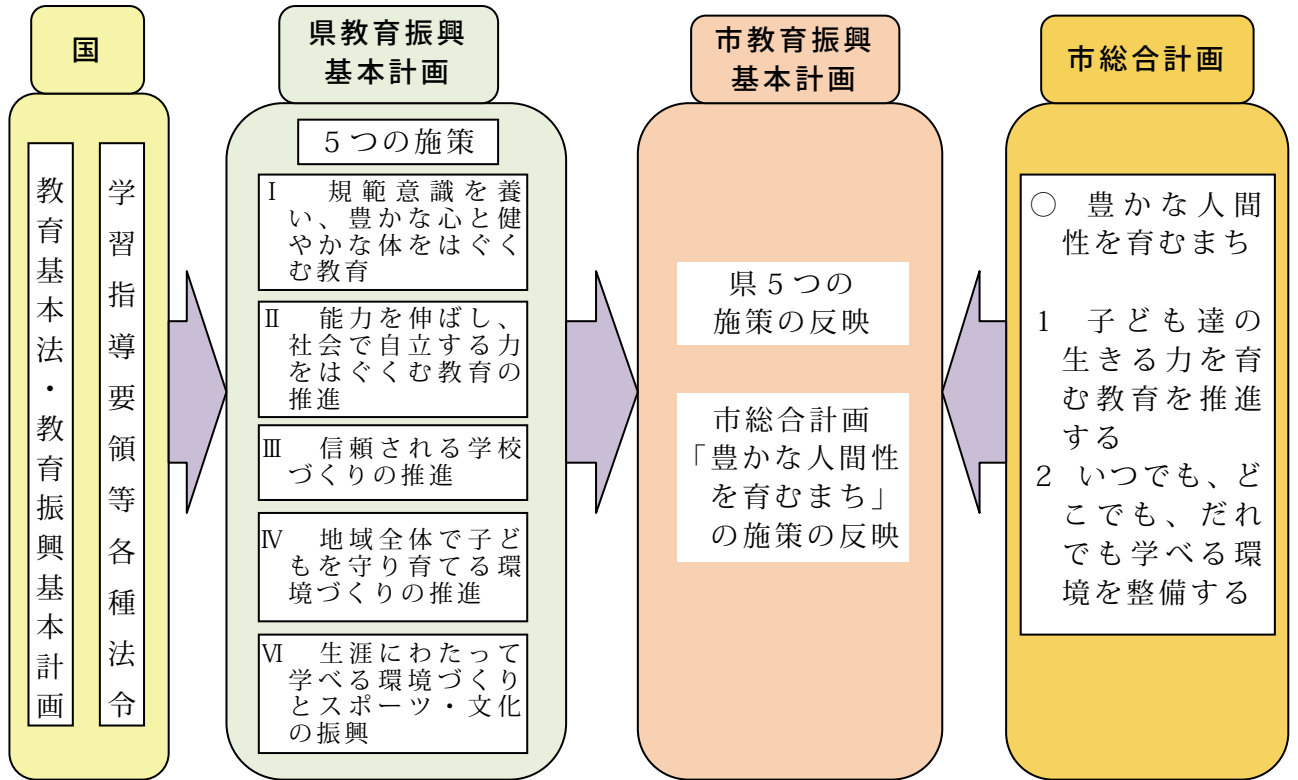 国
教育基本法・教育振興基本計画
学習指導要領等各種法令
県教育振興
基本計画
5つの施策
Ⅰ 規範意識を養
い、豊かな心と健
やかな体をはぐく
む教育
Ⅱ 能力を伸ばし、
社会で自立する力
をはぐくむ教育の
推進
Ⅲ 信頼される学校
づくりの推進
Ⅳ 地域全体で子ど
もを守り育てる環
境づくりの推進
Ⅵ 生涯にわたって
学べる環境づくり
とスポーツ・文化
の振興
市教育振興
基本計画
県5つの
施策の反映
市総合計画
「豊かな人間性
を育むまち」
の施策の反映
市総合計画
○ 豊かな人間
性を育むまち
1 子ども達の
生きる力を育
む教育を推進
する
2 いつでも、ど
こでも、だれ
でも学べる環
境を整備する